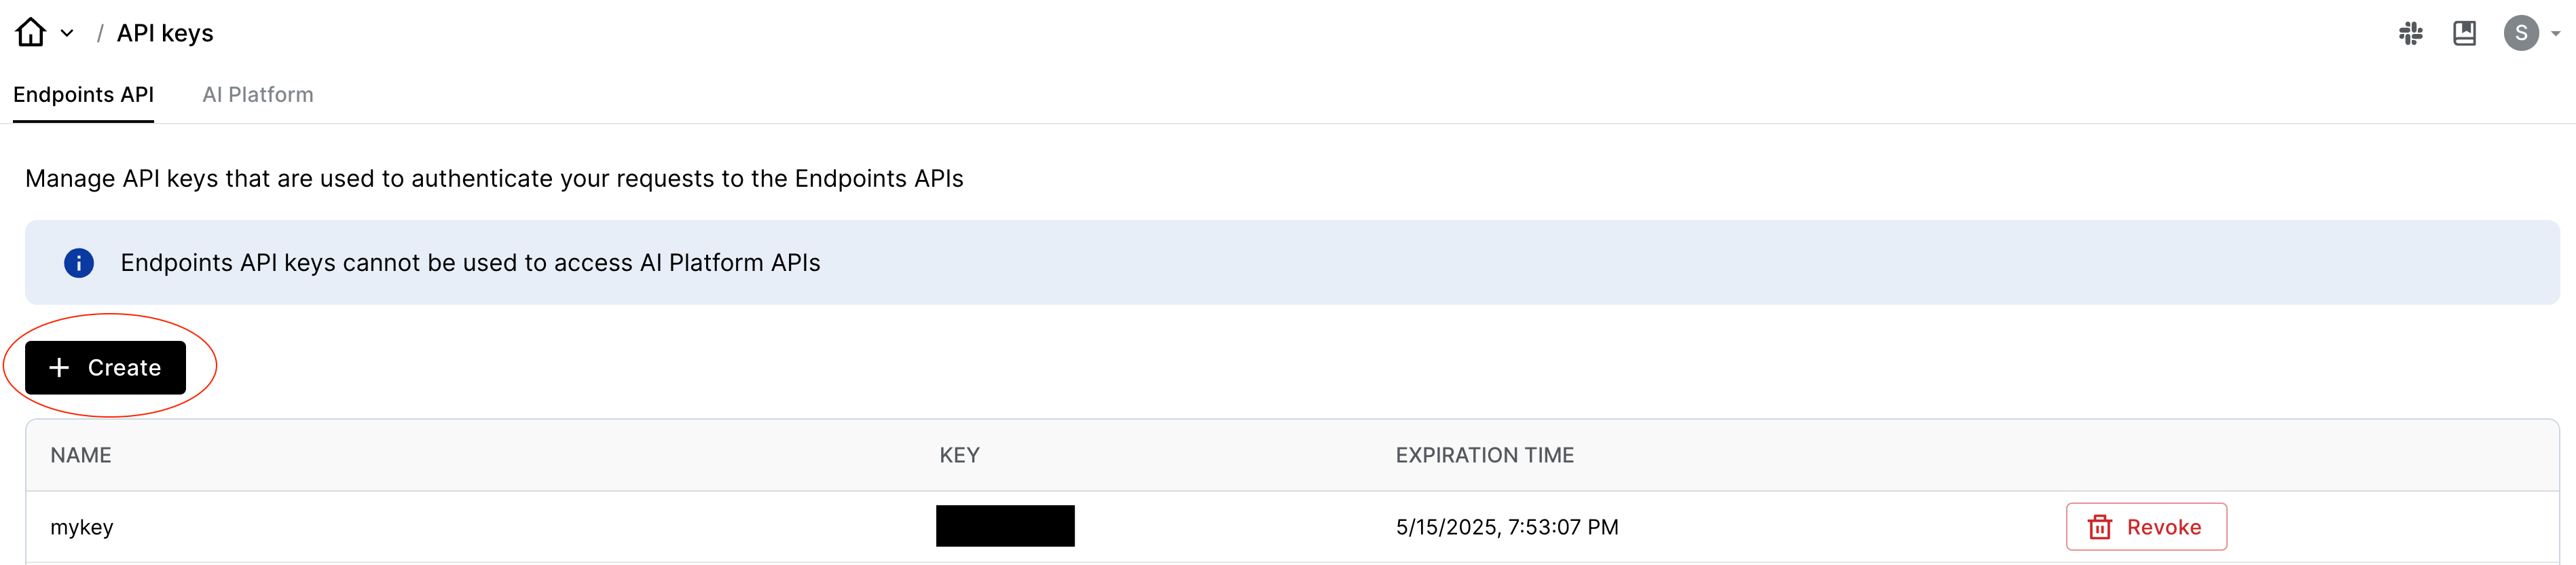 / API keys
S
Endpoints API AI Platform
Manage API keys that are used to authenticate your requests to the Endpoints APIs
i Endpoints API keys cannot be used to access AI Platform APIs
+ Create
NAME KEY EXPIRATION TIME
mykey 5/15/2025, 7:53:07 PM Revoke